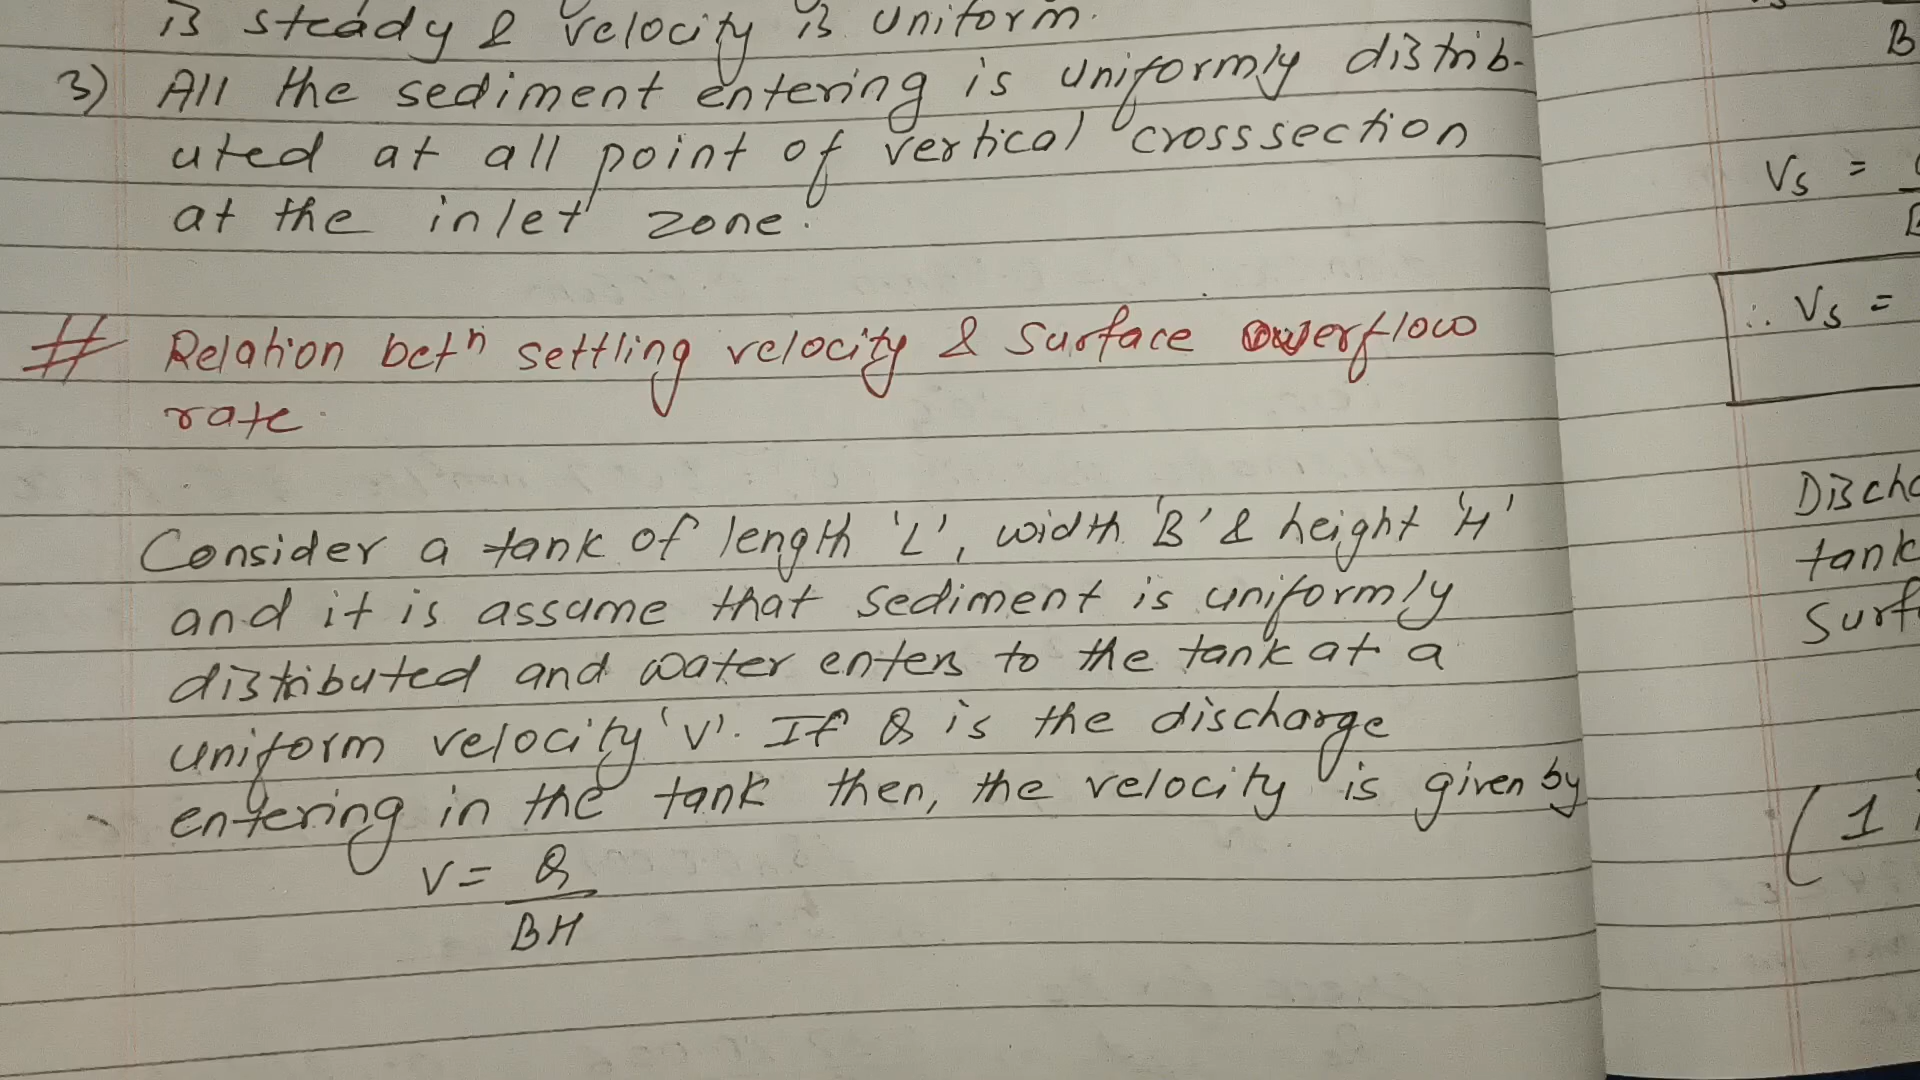 is steady & velocity is uniform.
3) All the sediment entering is uniformly distrib-
uted at all point of vertical crosssection
at the inlet zone.
# Relation betn settling velocity & Surface overflow
rate.
Consider a tank of length 'L', width 'B' & height 'H'
and it is assume that sediment is uniformly
distributed and water enters to the tank at a
uniform velocity 'V'. If Q is the discharge
entering in the tank then, the velocity is given by
V = Q
BH
B
Vs =
∴ Vs =
tank
(1